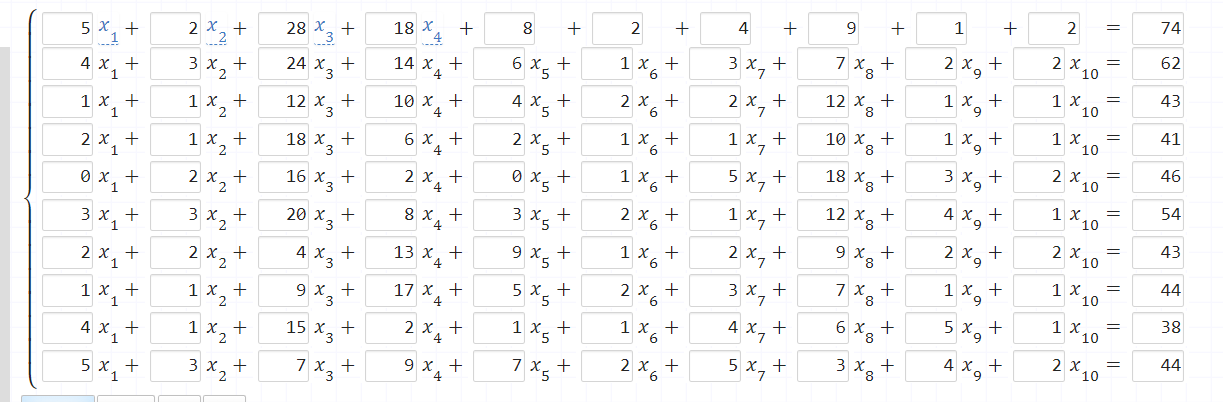 5 x₁ + 2 x₂ + 28 x₃ + 18 x₄ + 8 + 2 + 4 + 9 + 1 + 2 = 74
4 x₁ + 3 x₂ + 24 x₃ + 14 x₄ + 6 x₅ + 1 x₆ + 3 x₇ + 7 x₈ + 2 x₉ + 2 x₁₀ = 62
1 x₁ + 1 x₂ + 12 x₃ + 10 x₄ + 4 x₅ + 2 x₆ + 2 x₇ + 12 x₈ + 1 x₉ + 1 x₁₀ = 43
2 x₁ + 1 x₂ + 18 x₃ + 6 x₄ + 2 x₅ + 1 x₆ + 1 x₇ + 10 x₈ + 1 x₉ + 1 x₁₀ = 41
0 x₁ + 2 x₂ + 16 x₃ + 2 x₄ + 0 x₅ + 1 x₆ + 5 x₇ + 18 x₈ + 3 x₉ + 2 x₁₀ = 46
3 x₁ + 3 x₂ + 20 x₃ + 8 x₄ + 3 x₅ + 2 x₆ + 1 x₇ + 12 x₈ + 4 x₉ + 1 x₁₀ = 54
2 x₁ + 2 x₂ + 4 x₃ + 13 x₄ + 9 x₅ + 1 x₆ + 2 x₇ + 9 x₈ + 2 x₉ + 2 x₁₀ = 43
1 x₁ + 1 x₂ + 9 x₃ + 17 x₄ + 5 x₅ + 2 x₆ + 3 x₇ + 7 x₈ + 1 x₉ + 1 x₁₀ = 44
4 x₁ + 1 x₂ + 15 x₃ + 2 x₄ + 1 x₅ + 1 x₆ + 4 x₇ + 6 x₈ + 5 x₉ + 1 x₁₀ = 38
5 x₁ + 3 x₂ + 7 x₃ + 9 x₄ + 7 x₅ + 2 x₆ + 5 x₇ + 3 x₈ + 4 x₉ + 2 x₁₀ = 44